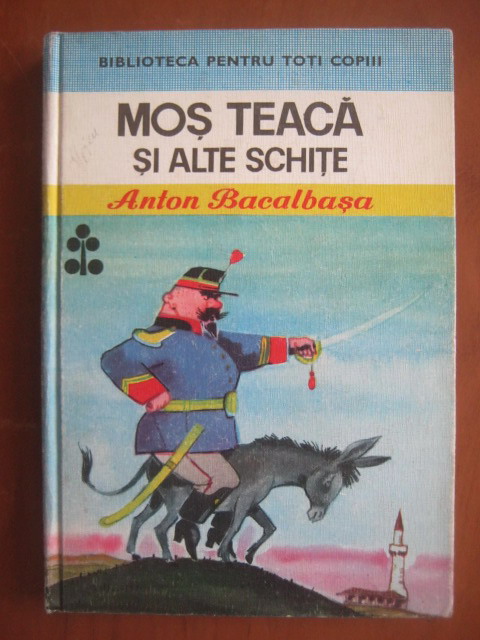 BIBLIOTECA PENTRU TOȚI COPIII
MOȘ TEACĂ
ȘI ALTE SCHIȚE
Anton Bacalbașa